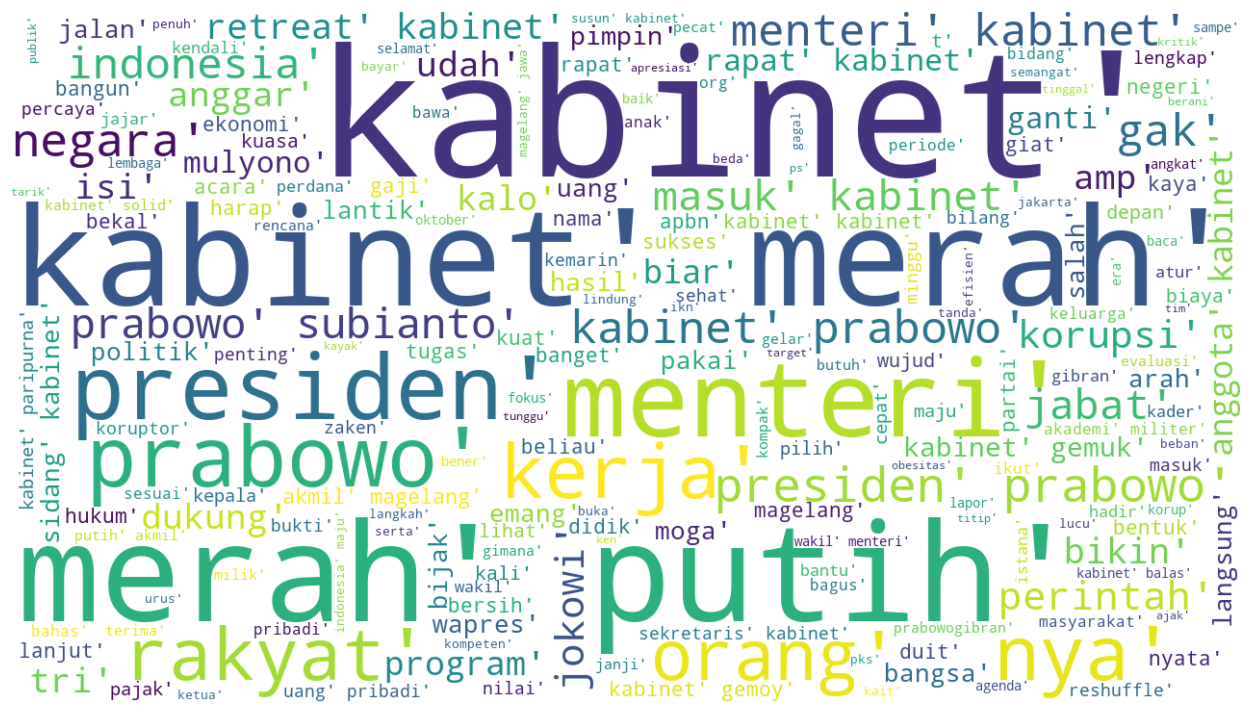 jalan' penuh' retreat' kabinet' pimpin' susun' kabinet' pecat' menteri' kabinet' sampe'
publik' kendali' selamat' t' bidang' kritik'
indonesia' bayar' udah' rapat' apresiasi' rapat' kabinet' lengkap'
bangun' anggar' kabinet' org' semangat' tinggal' negeri'
percaya' jajar' bawa' magelang' jawa' baik' berani'
negara' ekonomi' kuasa' anak' gagal' periode' ganti' giat' gak'
lembaga' mulyono' beda' ps' angkat'
tarik' isi' acara' perdana' gaji' kalo' uang' masuk' kabinet' amp' kaya'
kabinet' solid' harap' lantik' oktober' nama' apbn' kabinet' kabinet' bilang' jakarta' depan'
bekal' rencana' kemarin' sukses' salah' baca'
kabinet' merah'
hasil' biar' minggu' efisien' era' atur'
lindung' ikn' sehat' biaya'
prabowo' subianto' kuat' kabinet' prabowo' tanda' keluarga' tim' korupsi'
gelar'
politik' penting' kayak' tugas' banget' pakai' target' butuh' wujud' partai' evaluasi' anggota' kabinet'
presiden' fokus' menteri' gibran' arah'
kabinet' paripurna' sidang' kabinet' tunggu' cepat' maju' jabat' kader'
koruptor' zaken' beliau' kompak' pilih' akademi' militer'
prabowo' bener' kerja' kabinet' gemuk' beban'
sesuai' kepala' akmil' magelang' obesitas' ikut' masuk'
presiden' prabowo'
hukum' dukung' bukti' langkah' emang' buka' didik' moga' magelang' lapor' titip' hadir' korup'
putih' akmil' serta' lihat' bentuk' lucu'
merah' indonesia' maju' bijak' gimana' ken' putih' wakil' menteri' istana' bikin' langsung'
milik' kali' bantu' kabinet' balas'
urus' wakil' bersih' jokowi' bagus' perintah'
bahas' terima' pribadi' wapres' sekretaris' kabinet' prabowogibran' masyarakat' ajak'
lanjut' rakyat' kompeten' janji' orang' pks' duit' nya' nyata'
tri' program' bangsa'
pajak' ketua' uang' pribadi' nilai' kabinet' gemoy' kait' agenda' reshuffle'